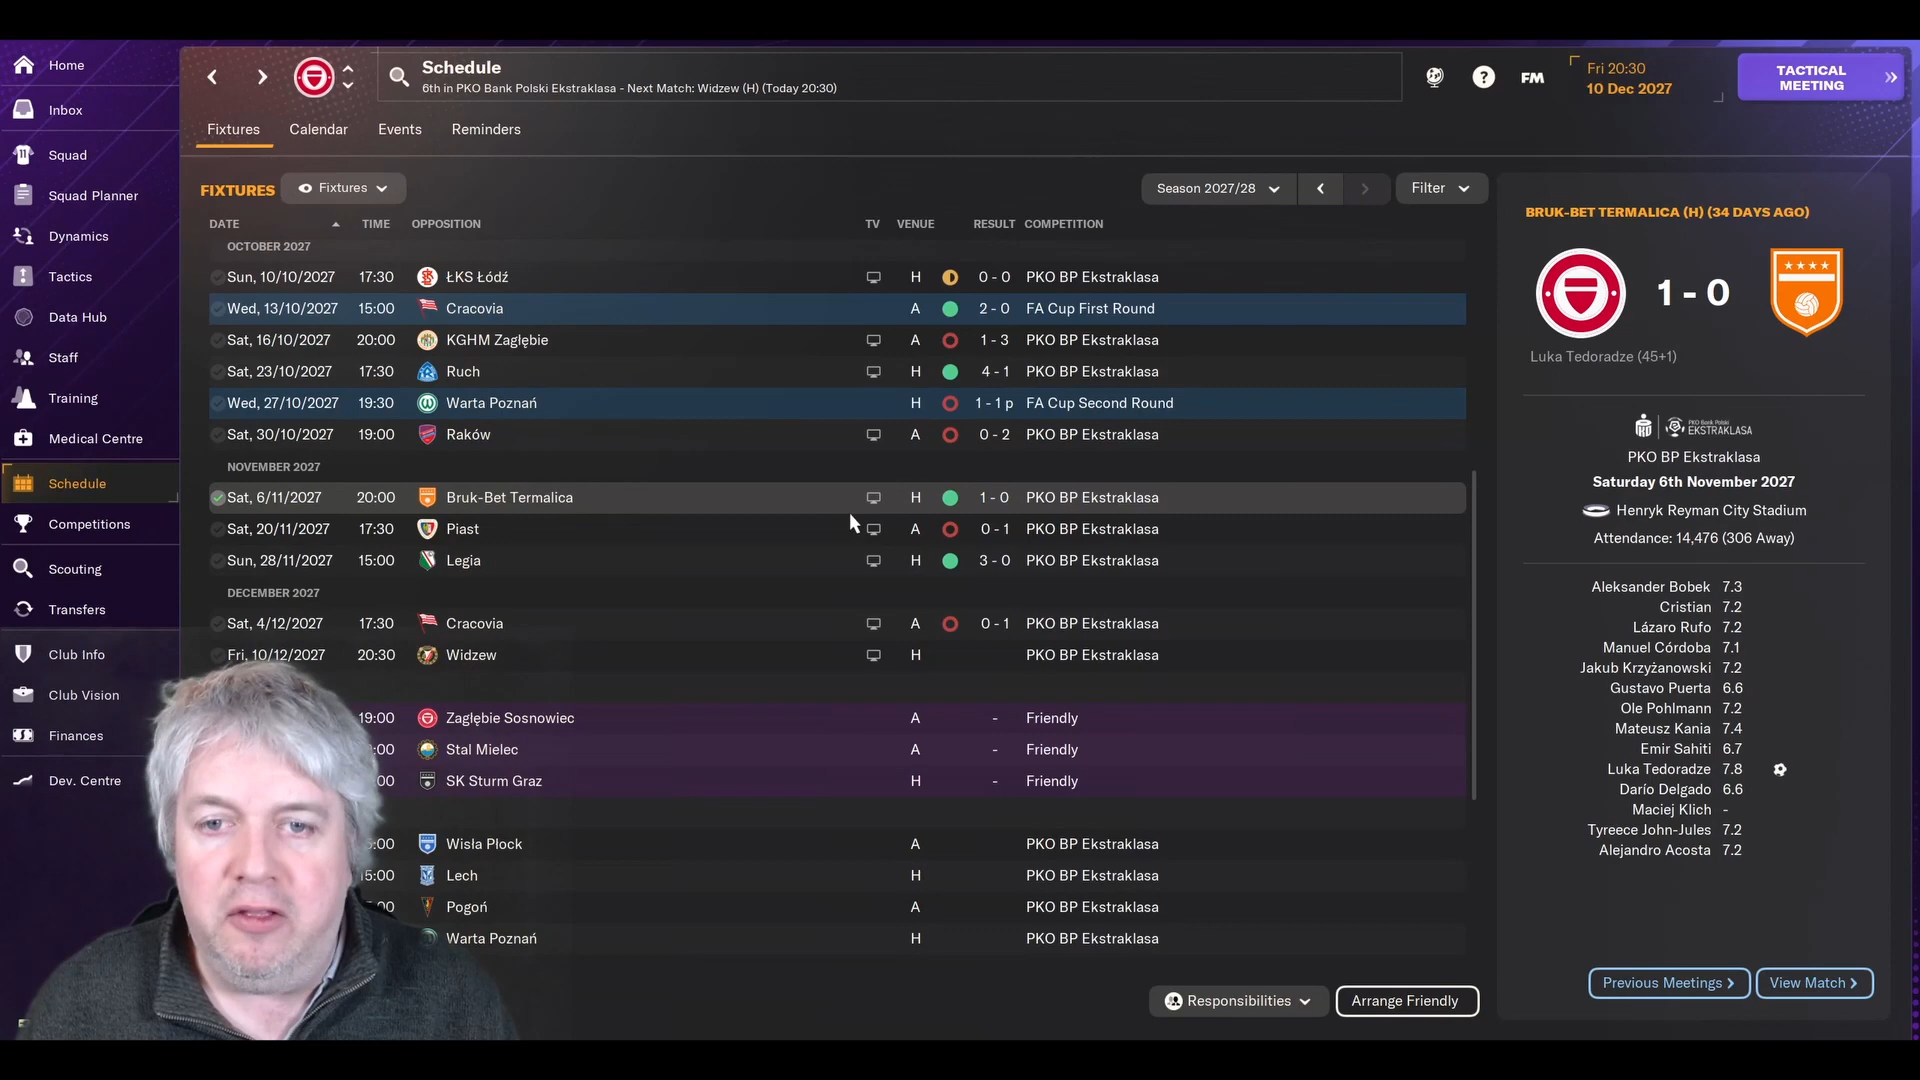 Home
Inbox
Squad
Squad Planner
Dynamics
Tactics
Data Hub
Staff
Training
Medical Centre
Schedule
Competitions
Scouting
Transfers
Club Info
Club Vision
Finances
Dev. Centre
Schedule
6th in PKO Bank Polski Ekstraklasa - Next Match: Widzew (H) (Today 20:30)
FM
Fri 20:30
10 Dec 2027
TACTICAL MEETING
Fixtures Calendar Events Reminders
FIXTURES Fixtures Season 2027/28 Filter
DATE TIME OPPOSITION TV VENUE RESULT COMPETITION
OCTOBER 2027
Sun, 10/10/2027 17:30 ŁKS Łódź H 0 - 0 PKO BP Ekstraklasa
Wed, 13/10/2027 15:00 Cracovia A 2 - 0 FA Cup First Round
Sat, 16/10/2027 20:00 KGHM Zagłębie A 1 - 3 PKO BP Ekstraklasa
Sat, 23/10/2027 17:30 Ruch H 4 - 1 PKO BP Ekstraklasa
Wed, 27/10/2027 19:30 Warta Poznań H 1 - 1 p FA Cup Second Round
Sat, 30/10/2027 19:00 Raków A 0 - 2 PKO BP Ekstraklasa
NOVEMBER 2027
Sat, 6/11/2027 20:00 Bruk-Bet Termalica H 1 - 0 PKO BP Ekstraklasa
Sat, 20/11/2027 17:30 Piast A 0 - 1 PKO BP Ekstraklasa
Sun, 28/11/2027 15:00 Legia H 3 - 0 PKO BP Ekstraklasa
DECEMBER 2027
Sat, 4/12/2027 17:30 Cracovia A 0 - 1 PKO BP Ekstraklasa
Fri, 10/12/2027 20:30 Widzew H PKO BP Ekstraklasa
19:00 Zagłębie Sosnowiec A - Friendly
:00 Stal Mielec A - Friendly
:00 SK Sturm Graz H - Friendly
:00 Wisla Płock A PKO BP Ekstraklasa
15:00 Lech H PKO BP Ekstraklasa
:00 Pogoń A PKO BP Ekstraklasa
Warta Poznań H PKO BP Ekstraklasa
Responsibilities Arrange Friendly
BRUK-BET TERMALICA (H) (34 DAYS AGO)
1 - 0
Luka Tedoradze (45+1)
PKO Bank Polski EKSTRAKLASA
PKO BP Ekstraklasa
Saturday 6th November 2027
Henryk Reyman City Stadium
Attendance: 14,476 (306 Away)
Aleksander Bobek 7.3
Cristian 7.2
Lázaro Rufo 7.2
Manuel Córdoba 7.1
Jakub Krzyżanowski 7.2
Gustavo Puerta 6.6
Ole Pohlmann 7.2
Mateusz Kania 7.4
Emir Sahiti 6.7
Luka Tedoradze 7.8
Darío Delgado 6.6
Maciej Klich -
Tyreece John-Jules 7.2
Alejandro Acosta 7.2
Previous Meetings View Match